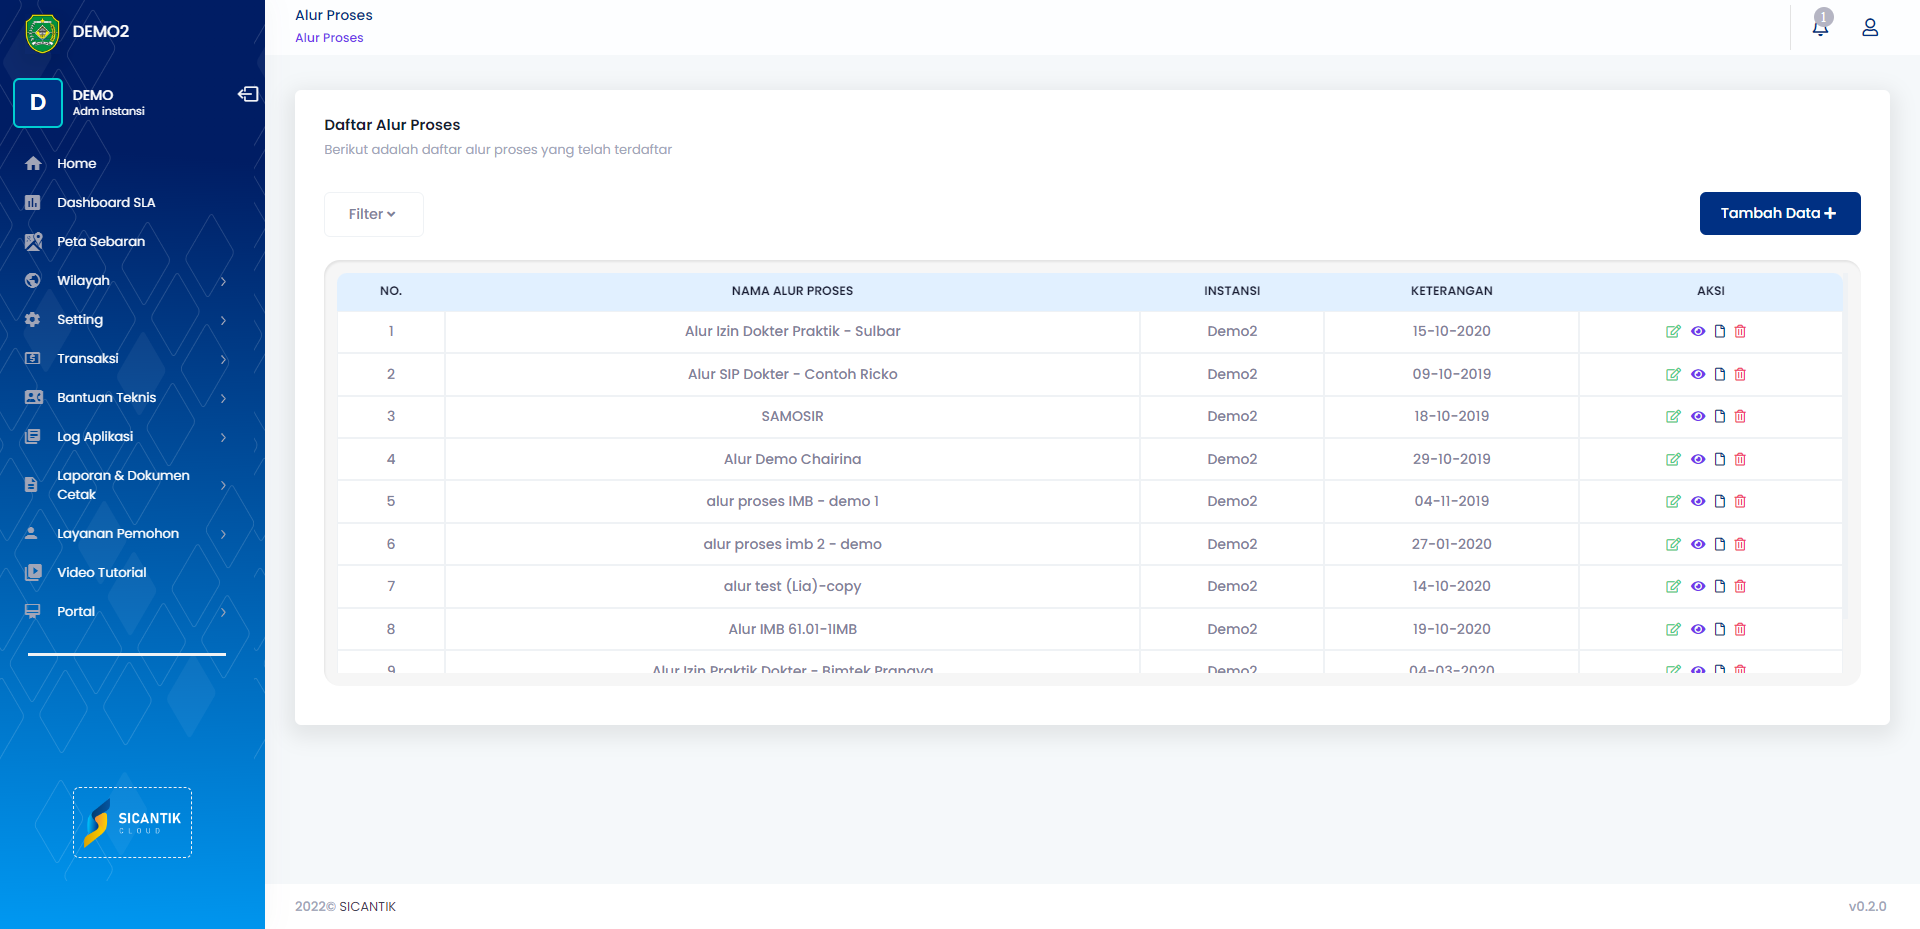 DEMO2
D
DEMO
Adm instansi
Home
Dashboard SLA
Peta Sebaran
Wilayah
Setting
Transaksi
Bantuan Teknis
Log Aplikasi
Laporan & Dokumen
Cetak
Layanan Pemohon
Video Tutorial
Portal
SICANTIK
CLOUD
Alur Proses
Alur Proses
1
Daftar Alur Proses
Berikut adalah daftar alur proses yang telah terdaftar
Filter
Tambah Data
NO. NAMA ALUR PROSES INSTANSI KETERANGAN AKSI
1 Alur Izin Dokter Praktik - Sulbar Demo2 15-10-2020
2 Alur SIP Dokter - Contoh Ricko Demo2 09-10-2019
3 SAMOSIR Demo2 18-10-2019
4 Alur Demo Chairina Demo2 29-10-2019
5 alur proses IMB - demo 1 Demo2 04-11-2019
6 alur proses imb 2 - demo Demo2 27-01-2020
7 alur test (Lia)-copy Demo2 14-10-2020
8 Alur IMB 61.01-1IMB Demo2 19-10-2020
9 Alur Izin Praktik Dokter - Bimtek Pranaya Demo2 04-03-2020
2022© SICANTIK
v0.2.0